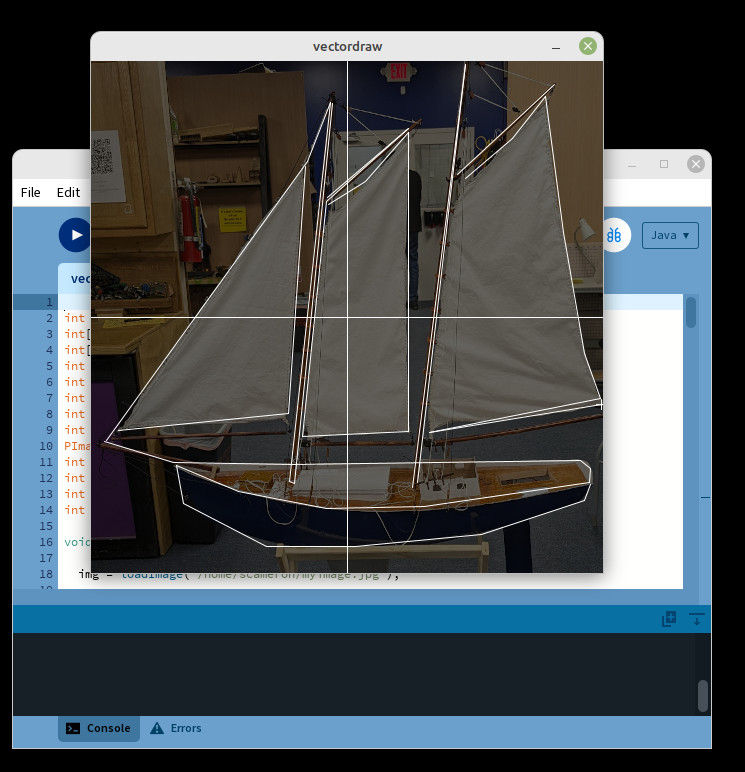 vectordraw
EXIT
File Edit
Java ▼
vec
1
2 int
3 int[
4 int[
5 int
6 int
7 int
8 int
9 int
10 PIma
11 int
12 int
13 int
14 int
15
16 voic
17
18 img = loadImage("/home/scameron/myimage.jpg");
Console Errors